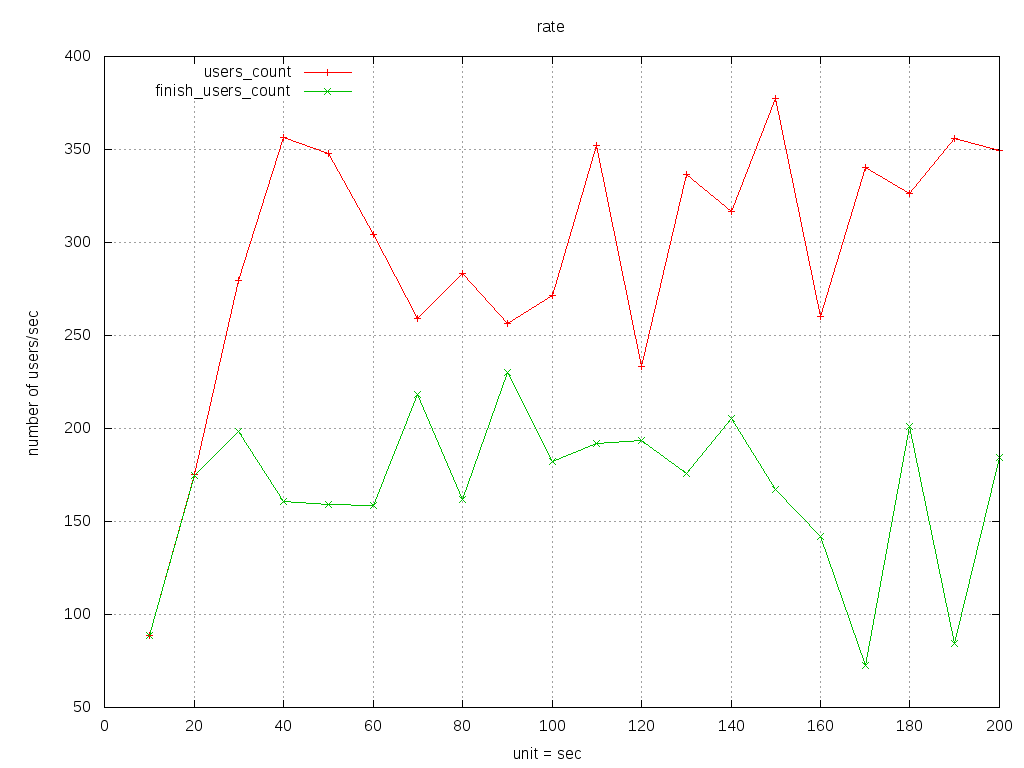 rate
users_count
finish_users_count
400
350
300
250
200
150
100
50
number of users/sec
0 20 40 60 80 100 120 140 160 180 200
unit = sec